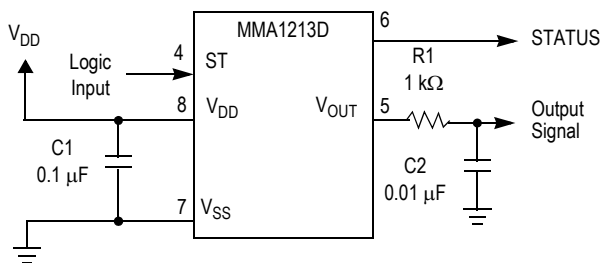 MMA1213D
6
STATUS
V_DD
Logic
Input
4
ST
R1
1 kΩ
8
V_DD
V_OUT
5
Output
Signal
C1
0.1 μF
C2
0.01 μF
7
V_SS